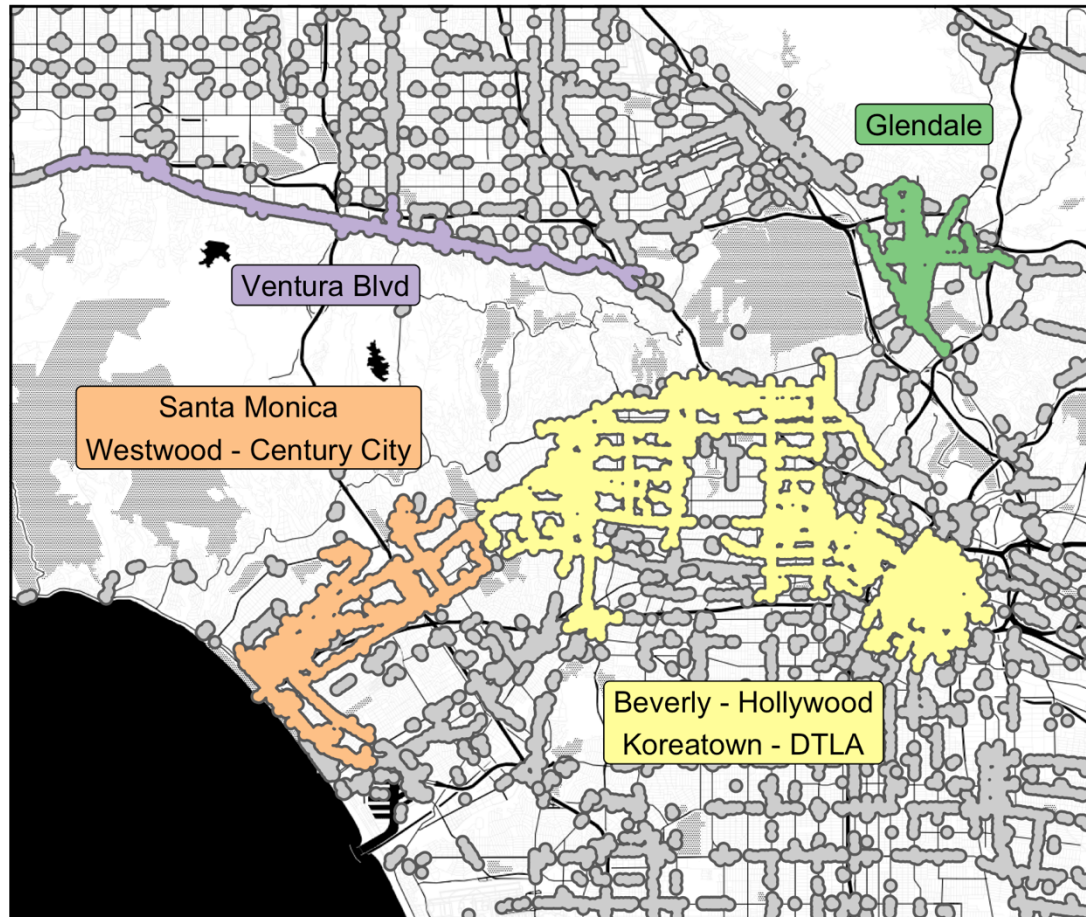 Glendale
Ventura Blvd
Santa Monica
Westwood - Century City
Beverly - Hollywood
Koreatown - DTLA